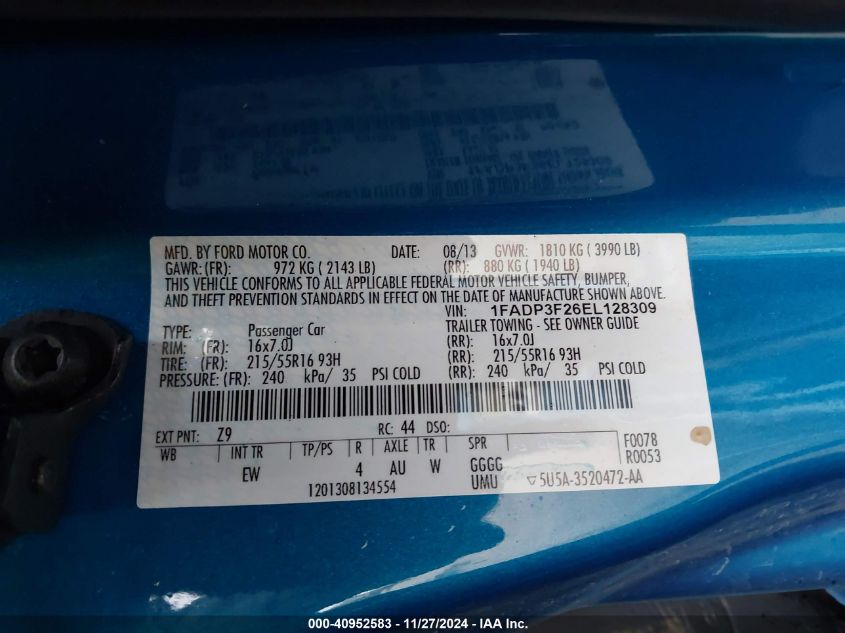 MFD. BY FORD MOTOR CO. DATE: 08/13 GVWR: 1810 KG ( 3990 LB)
GAWR: (FR): 972 KG ( 2143 LB) (RR): 880 KG ( 1940 LB)
THIS VEHICLE CONFORMS TO ALL APPLICABLE FEDERAL MOTOR VEHICLE SAFETY, BUMPER,
AND THEFT PREVENTION STANDARDS IN EFFECT ON THE DATE OF MANUFACTURE SHOWN ABOVE.
VIN: 1FADP3F26EL128309
TYPE: Passenger Car TRAILER TOWING - SEE OWNER GUIDE
RIM: (FR): 16x7.0J (RR): 16x7.0J
TIRE: (FR): 215/55R16 93H (RR): 215/55R16 93H
PRESSURE: (FR): 240 kPa/ 35 PSI COLD (RR): 240 kPa/ 35 PSI COLD
EXT PNT: Z9 RC: 44 DSO: F0078
WB INT TR TP/PS R AXLE TR SPR R0053
EW 4 AU W GGGG
1201308134554 UMU ▽5U5A-3520472-AA
000-40952583 - 11/27/2024 - IAA Inc.